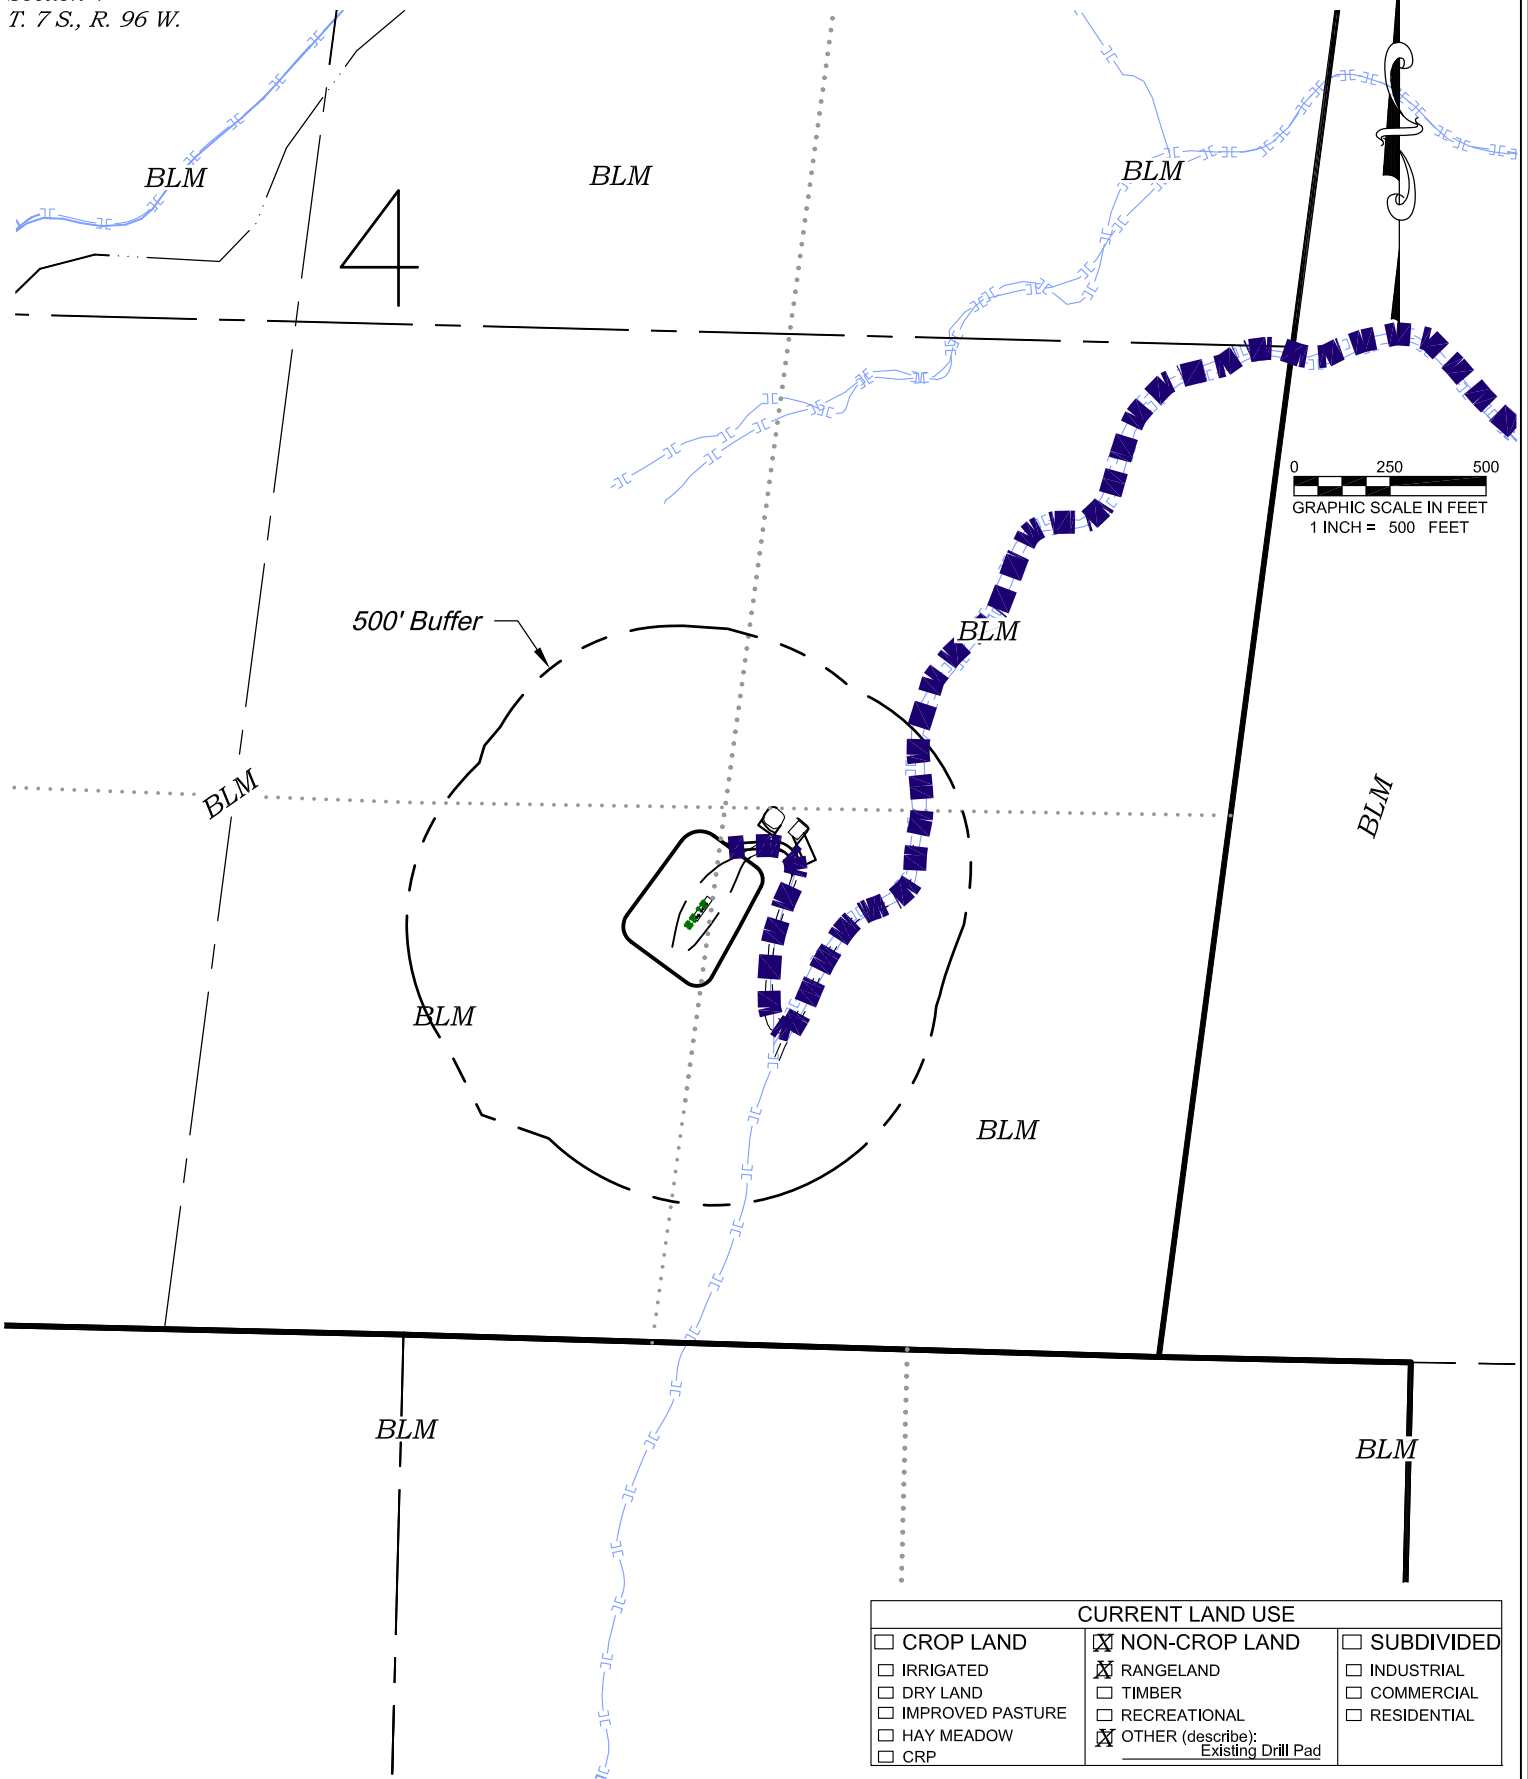 T. 7 S., R. 96 W.
BLM
BLM
BLM
4
0 250 500
GRAPHIC SCALE IN FEET
1 INCH = 500 FEET
500' Buffer
BLM
BLM
BLM
BLM
BLM
BLM
BLM
CURRENT LAND USE
CROP LAND
IRRIGATED
DRY LAND
IMPROVED PASTURE
HAY MEADOW
CRP
X NON-CROP LAND
X RANGELAND
TIMBER
RECREATIONAL
X OTHER (describe):
Existing Drill Pad
SUBDIVIDED
INDUSTRIAL
COMMERCIAL
RESIDENTIAL